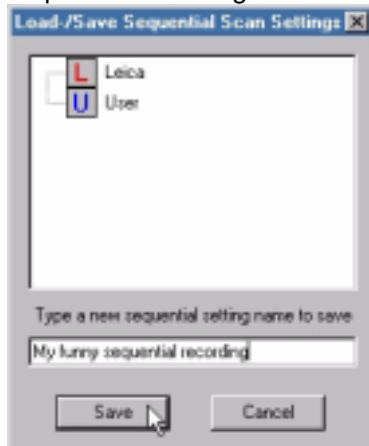 Load-/Save Sequential Scan Settings
L Leica
U User
Type a new sequential setting name to save
My funny sequential recording
Save Cancel